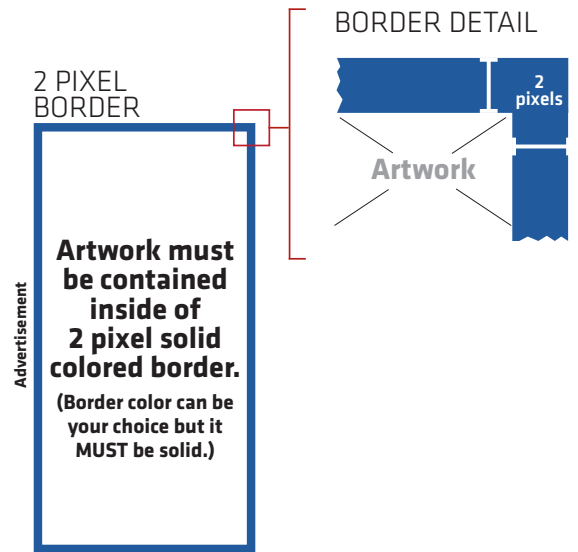 BORDER DETAIL
2 PIXEL
BORDER
2
pixels
Artwork
Artwork must
be contained
inside of
2 pixel solid
colored border.
(Border color can be
your choice but it
MUST be solid.)
Advertisement